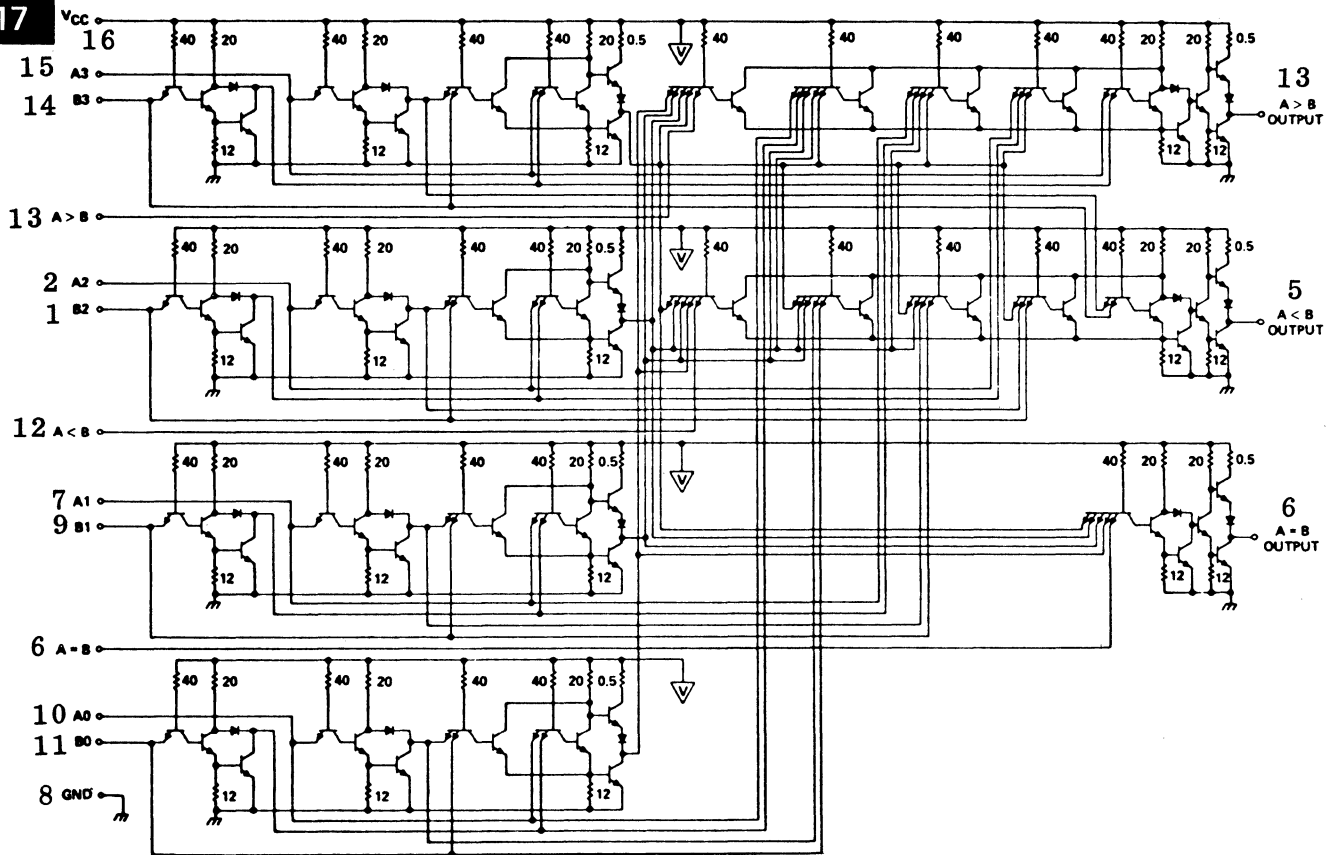 17
VCC
16
40 20 40 20 40 40 20 0.5 40 40 40 40 40 20 20 0.5
15 A3
14 B3
13
A > B
OUTPUT
12 12 12 12 12
13 A > B
40 20 40 20 40 40 20 0.5 40 40 40 40 40 20 20 0.5
2 A2
1 B2
5
A < B
OUTPUT
12 12 12 12 12
12 A < B
40 20 40 20 40 40 20 0.5 40 20 20 0.5
7 A1
9 B1
6
A = B
OUTPUT
12 12 12 12 12
6 A = B
40 20 40 20 40 40 20 0.5
10 A0
11 B0
12 12 12
8 GND
V
V
V
V